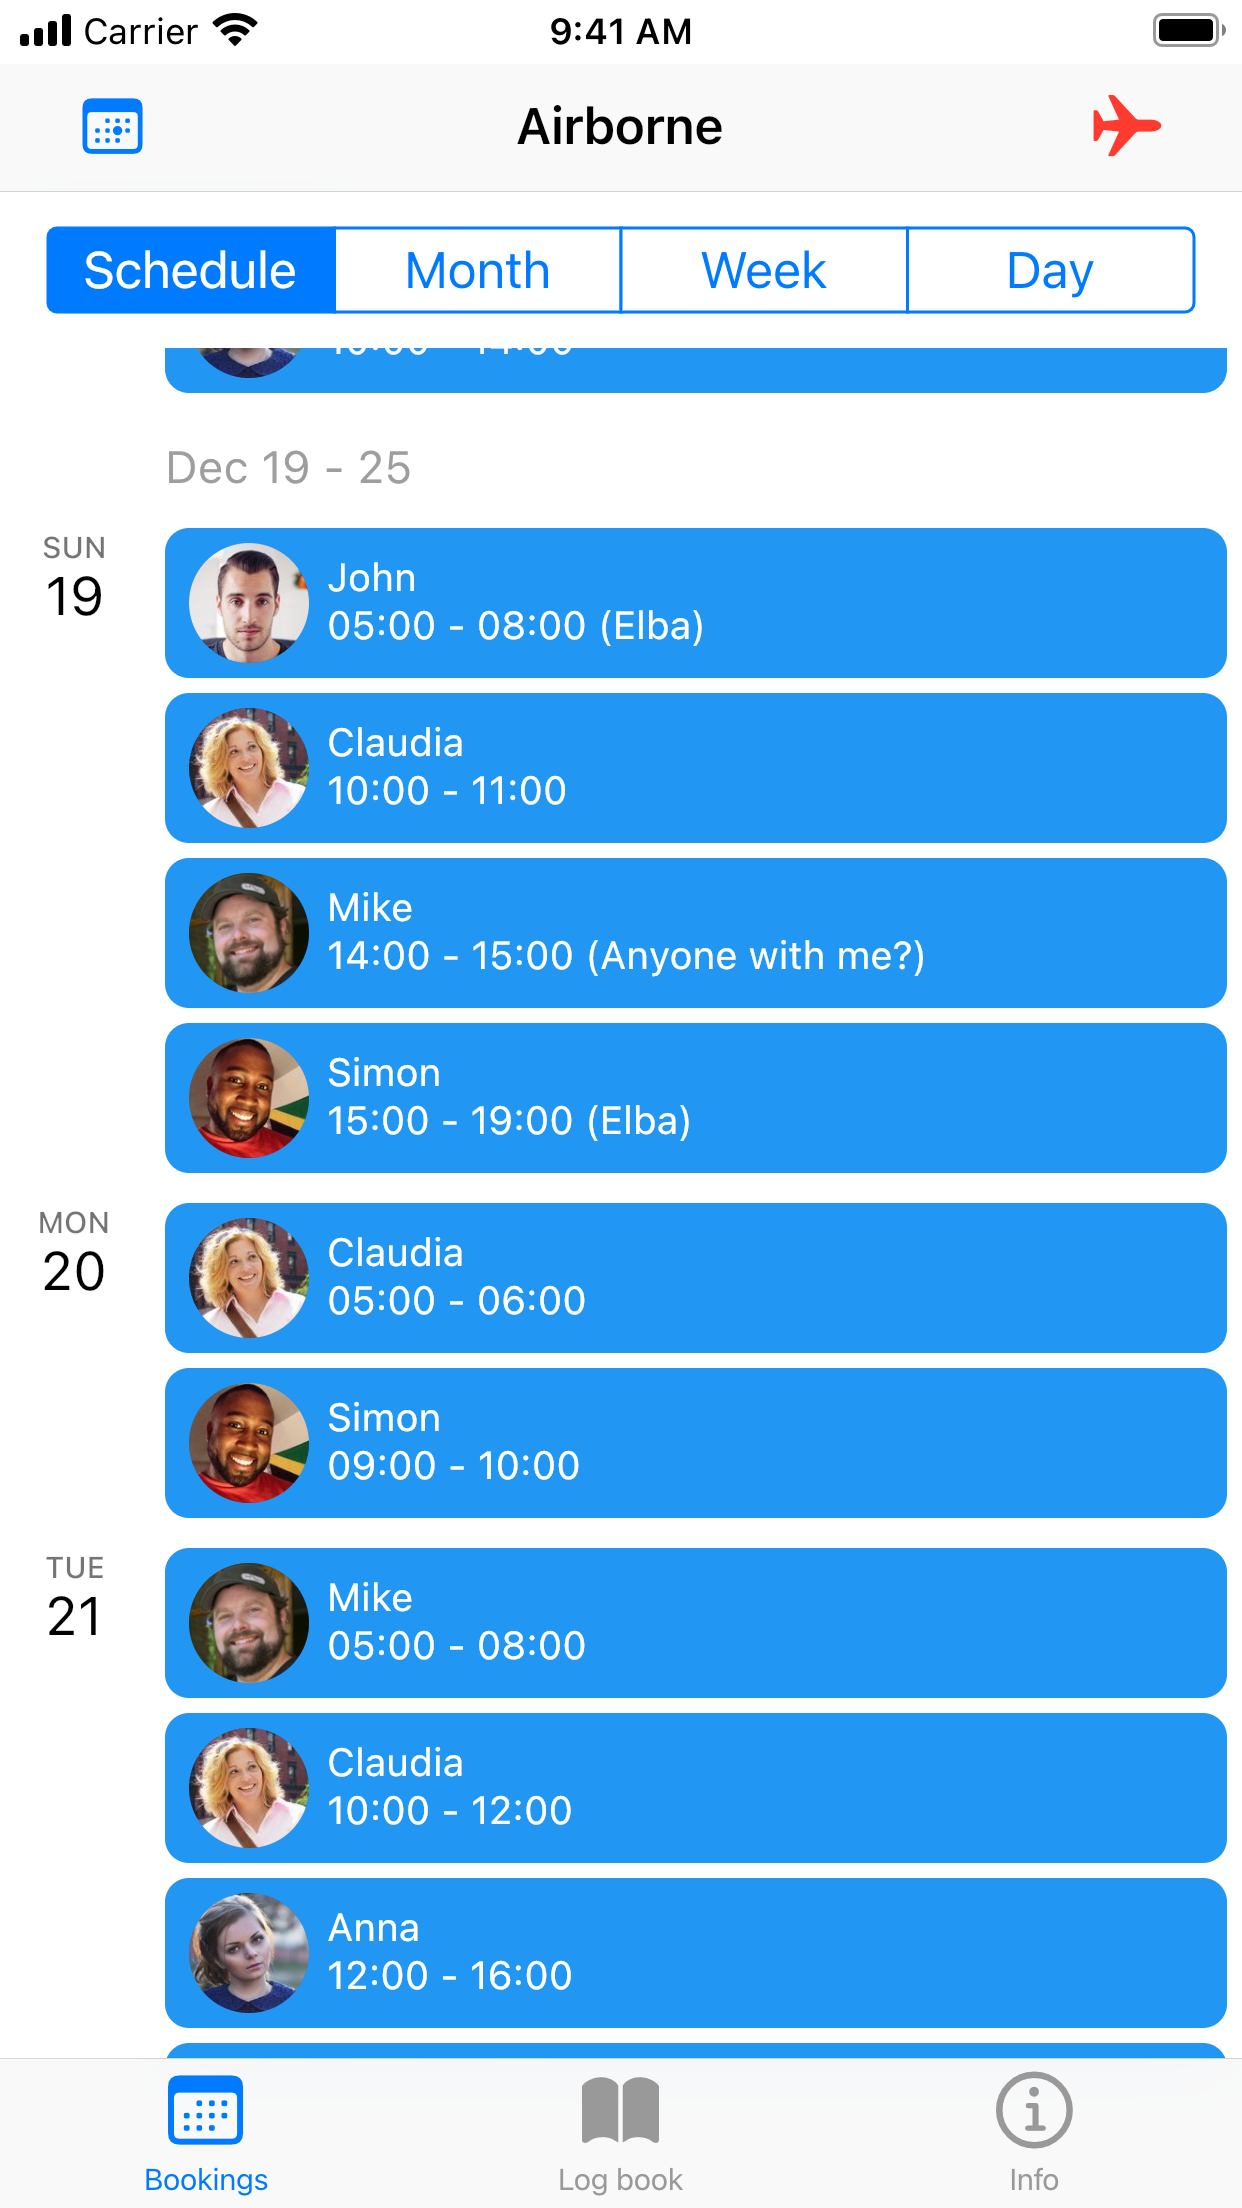 Carrier 9:41 AM
Airborne
Schedule Month Week Day
Dec 19 - 25
SUN
19
John
05:00 - 08:00 (Elba)
Claudia
10:00 - 11:00
Mike
14:00 - 15:00 (Anyone with me?)
Simon
15:00 - 19:00 (Elba)
MON
20
Claudia
05:00 - 06:00
Simon
09:00 - 10:00
TUE
21
Mike
05:00 - 08:00
Claudia
10:00 - 12:00
Anna
12:00 - 16:00
Bookings Log book Info